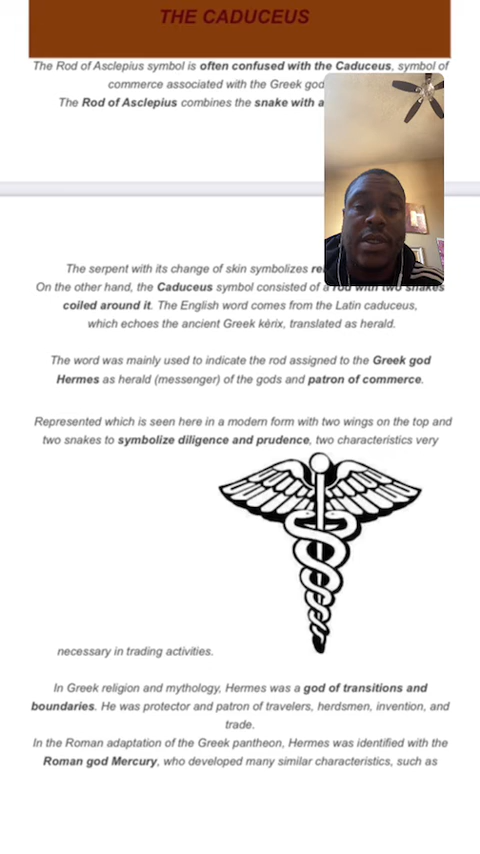 THE CADUCEUS
The Rod of Asclepius symbol is often confused with the Caduceus, symbol of
commerce associated with the Greek god
The Rod of Asclepius combines the snake with a
The serpent with its change of skin symbolizes
On the other hand, the Caduceus symbol consisted of a rod with two snakes
coiled around it. The English word comes from the Latin caduceus,
which echoes the ancient Greek kérix, translated as herald.
The word was mainly used to indicate the rod assigned to the Greek god
Hermes as herald (messenger) of the gods and patron of commerce.
Represented which is seen here in a modern form with two wings on the top and
two snakes to symbolize diligence and prudence, two characteristics very
necessary in trading activities.
In Greek religion and mythology, Hermes was a god of transitions and
boundaries. He was protector and patron of travelers, herdsmen, invention, and
trade.
In the Roman adaptation of the Greek pantheon, Hermes was identified with the
Roman god Mercury, who developed many similar characteristics, such as